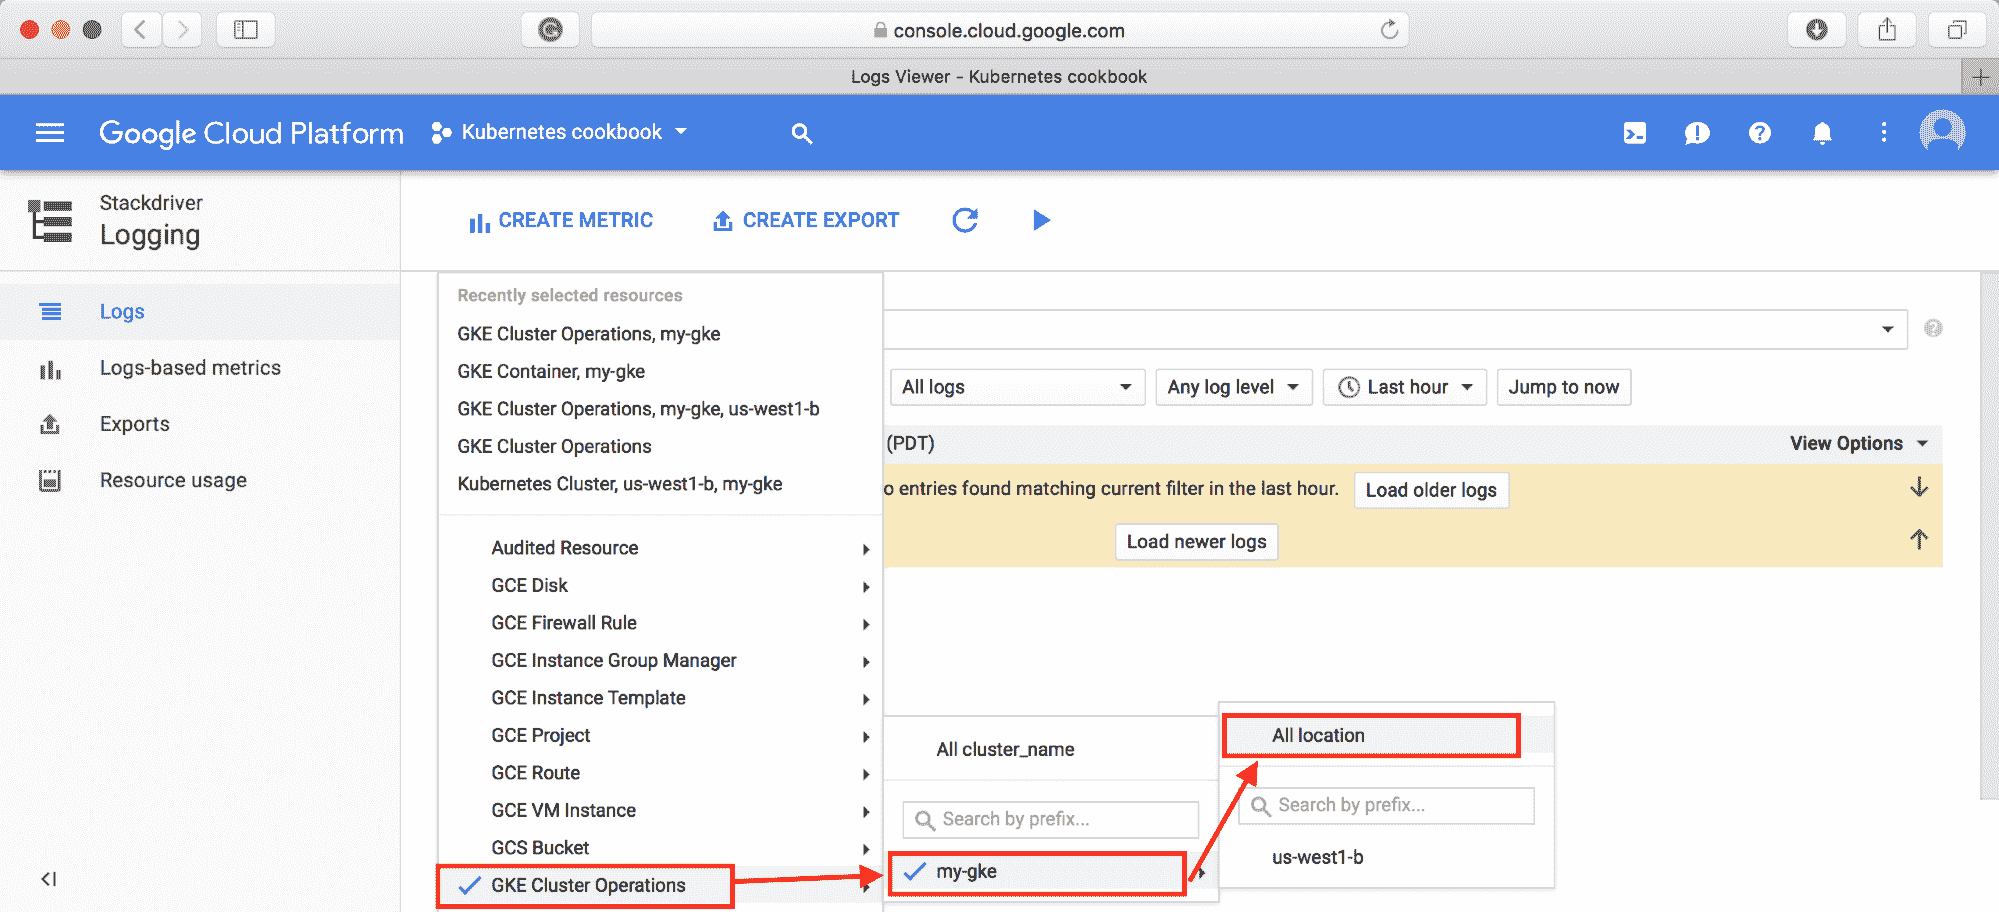 console.cloud.google.com
Logs Viewer - Kubernetes cookbook
Google Cloud Platform
Kubernetes cookbook
Stackdriver
Logging
CREATE METRIC
CREATE EXPORT
Logs
Logs-based metrics
Exports
Resource usage
Recently selected resources
GKE Cluster Operations, my-gke
GKE Container, my-gke
GKE Cluster Operations, my-gke, us-west1-b
GKE Cluster Operations
Kubernetes Cluster, us-west1-b, my-gke
Audited Resource
GCE Disk
GCE Firewall Rule
GCE Instance Group Manager
GCE Instance Template
GCE Project
GCE Route
GCE VM Instance
GCS Bucket
GKE Cluster Operations
All logs
Any log level
Last hour
Jump to now
(PDT)
View Options
o entries found matching current filter in the last hour.
Load older logs
Load newer logs
All cluster_name
Search by prefix...
my-gke
All location
Search by prefix...
us-west1-b